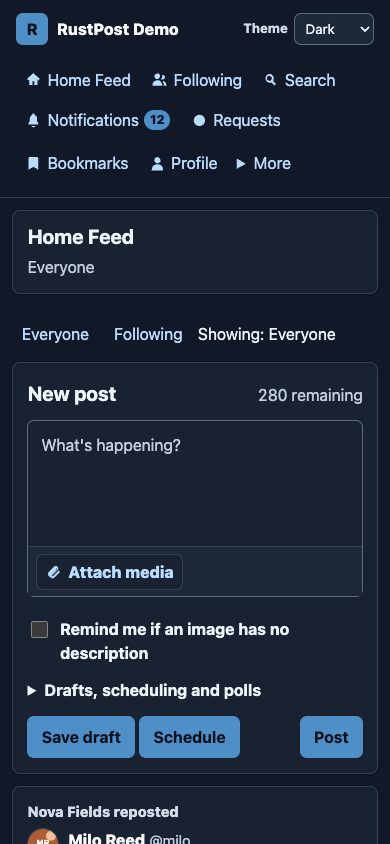 R RustPost Demo Theme Dark
Home Feed Following Search
Notifications 12 Requests
Bookmarks Profile More
Home Feed
Everyone
Everyone Following Showing: Everyone
New post 280 remaining
What's happening?
Attach media
Remind me if an image has no
description
Drafts, scheduling and polls
Save draft Schedule Post
Nova Fields reposted
MR Milo Reed @milo